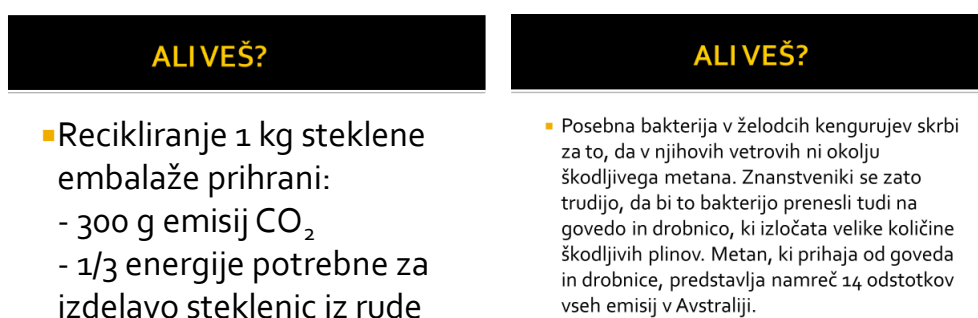 ALI VEŠ?
Recikliranje 1 kg steklene
embalaže prihrani:
- 300 g emisij CO₂
- 1/3 energije potrebne za
izdelavo steklenic iz rude
ALI VEŠ?
Posebna bakterija v želodcih kengurujev skrbi
za to, da v njihovih vetrovih ni okolju
škodljivega metana. Znanstveniki se zato
trudijo, da bi to bakterijo prenesli tudi na
govedo in drobnico, ki izločata velike količine
škodljivih plinov. Metan, ki prihaja od goveda
in drobnice, predstavlja namreč 14 odstotkov
vseh emisij v Avstraliji.